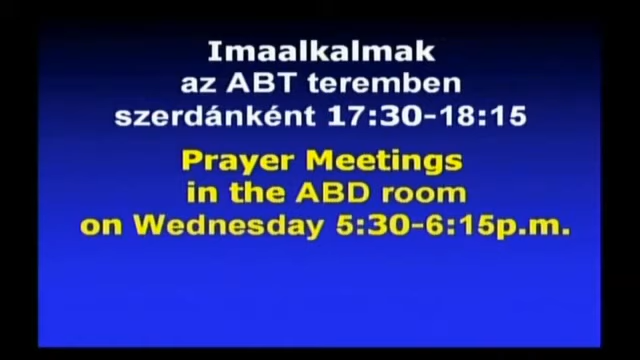 Imaalkalmak
az ABT teremben
szerdánként 17:30-18:15
Prayer Meetings
in the ABD room
on Wednesday 5:30-6:15p.m.